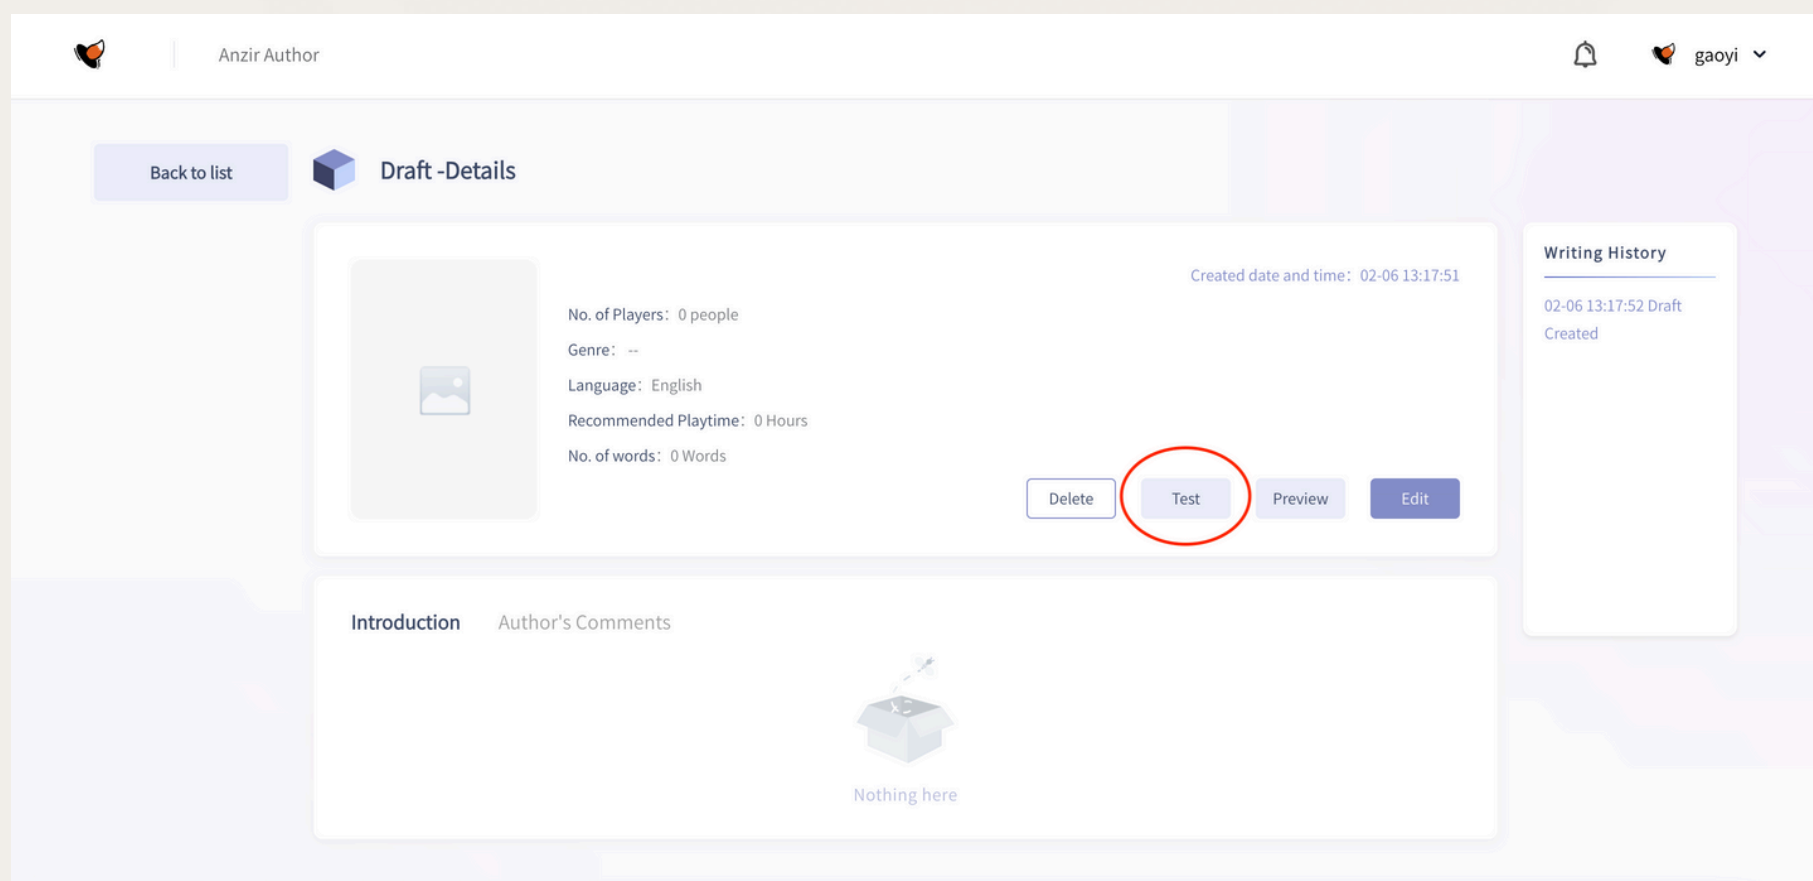 Anzir Author
gaoyi
Back to list
Draft -Details
Created date and time：02-06 13:17:51
No. of Players：0 people
Genre：--
Language：English
Recommended Playtime：0 Hours
No. of words：0 Words
Delete
Test
Preview
Edit
Writing History
02-06 13:17:52 Draft
Created
Introduction
Author's Comments
Nothing here